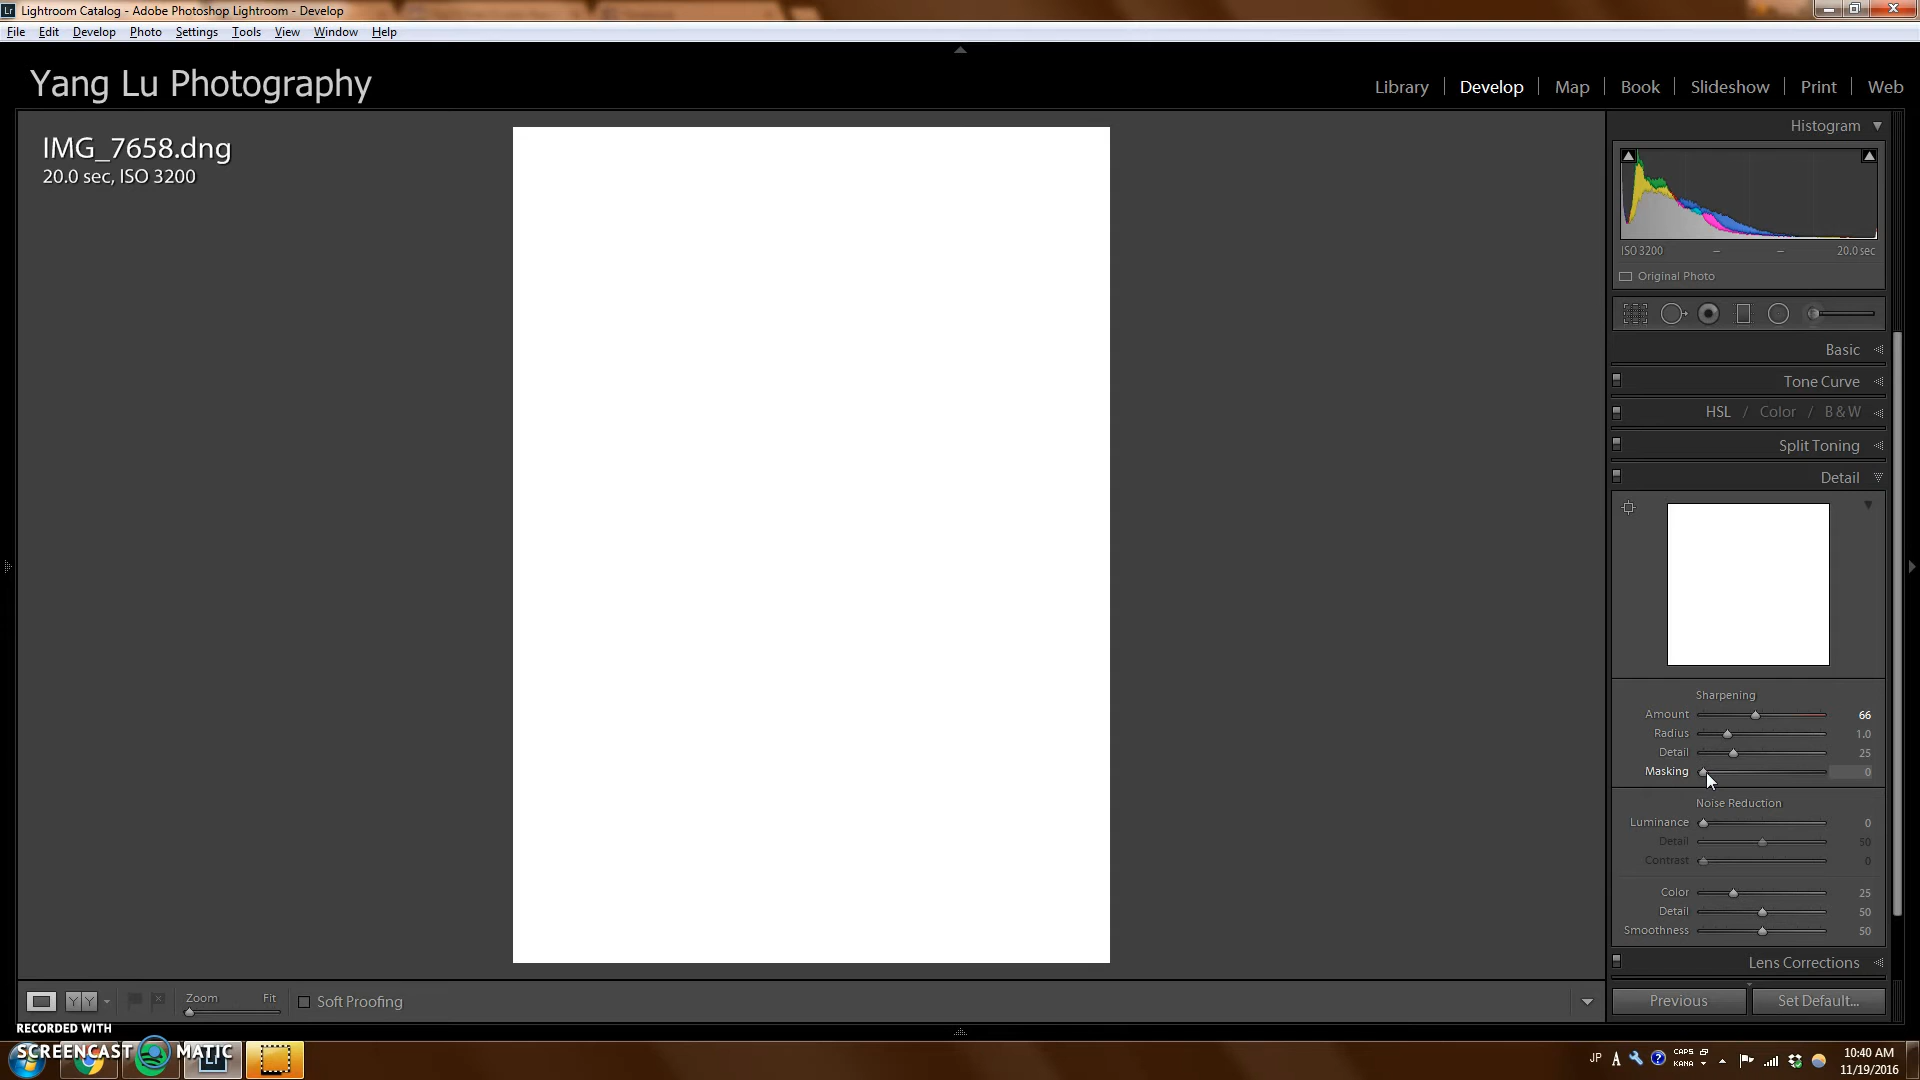 Lightroom Catalog - Adobe Photoshop Lightroom - Develop
File Edit Develop Photo Settings Tools View Window Help
Yang Lu Photography
Library Develop Map Book Slideshow Print Web
IMG_7658.dng
20.0 sec, ISO 3200
Histogram
ISO 3200 – – 20.0 sec
Original Photo
Basic
Tone Curve
HSL / Color / B & W
Split Toning
Detail
Sharpening
Amount 66
Radius 1.0
Detail 25
Masking 0
Noise Reduction
Luminance 0
Detail 50
Contrast 0
Color 25
Detail 50
Smoothness 50
Lens Corrections
Previous Set Default...
Zoom Fit Soft Proofing
RECORDED WITH
SCREENCAST MATIC
JP A CAPS KANA
10:40 AM
11/19/2016